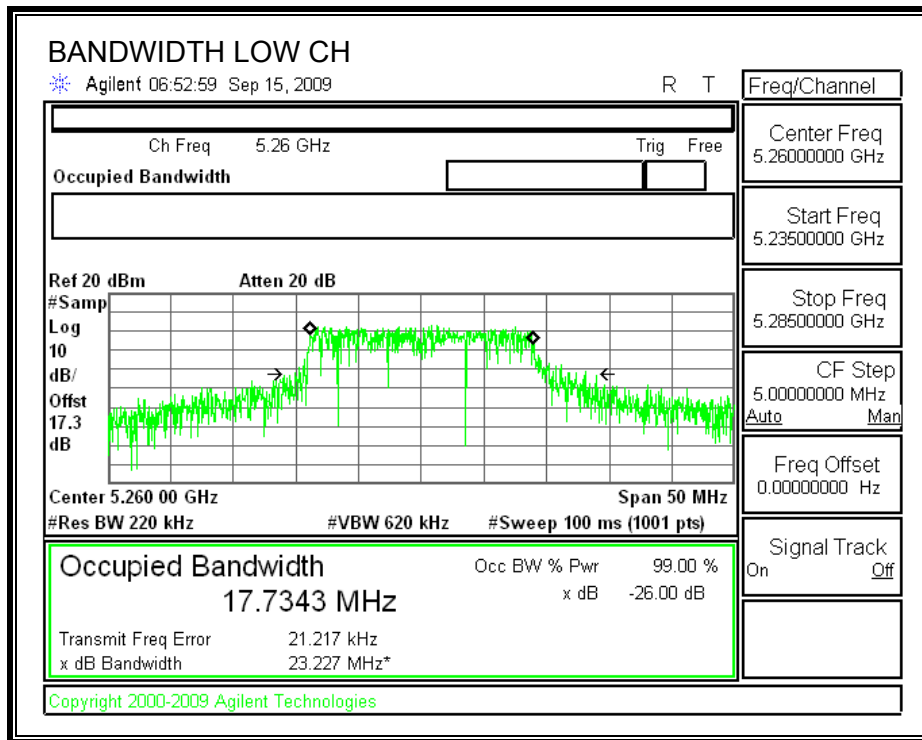 BANDWIDTH LOW CH
Agilent 06:52:59 Sep 15, 2009 R T
Freq/Channel
Ch Freq 5.26 GHz Trig Free
Occupied Bandwidth
Center Freq
5.26000000 GHz
Start Freq
5.23500000 GHz
Stop Freq
5.28500000 GHz
CF Step
5.00000000 MHz
Auto Man
Freq Offset
0.00000000 Hz
Signal Track
On Off
Ref 20 dBm Atten 20 dB
#Samp
Log
10
dB/
Offst
17.3
dB
Center 5.260 00 GHz Span 50 MHz
#Res BW 220 kHz #VBW 620 kHz #Sweep 100 ms (1001 pts)
Occupied Bandwidth
17.7343 MHz
Occ BW % Pwr 99.00 %
x dB -26.00 dB
Transmit Freq Error 21.217 kHz
x dB Bandwidth 23.227 MHz*
Copyright 2000-2009 Agilent Technologies